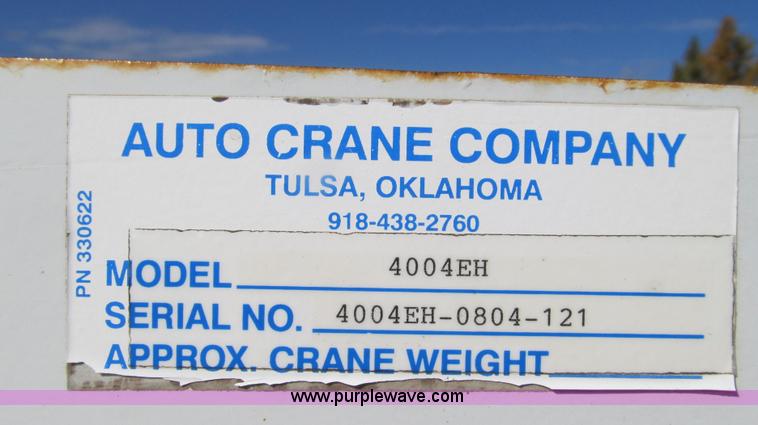 AUTO CRANE COMPANY
TULSA, OKLAHOMA
918-438-2760
PN 330622
MODEL 4004EH
SERIAL NO. 4004EH-0804-121
APPROX. CRANE WEIGHT
www.purplewave.com